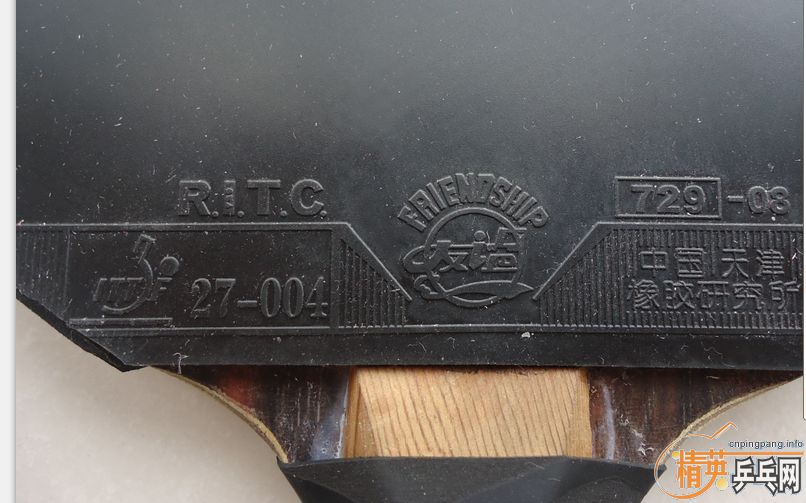 R.I.T.C.
FRIENDSHIP
友谊
729-08
ITTF 27-004
中国天津
橡胶研究所
cnpingpang.info
精英乒乓网